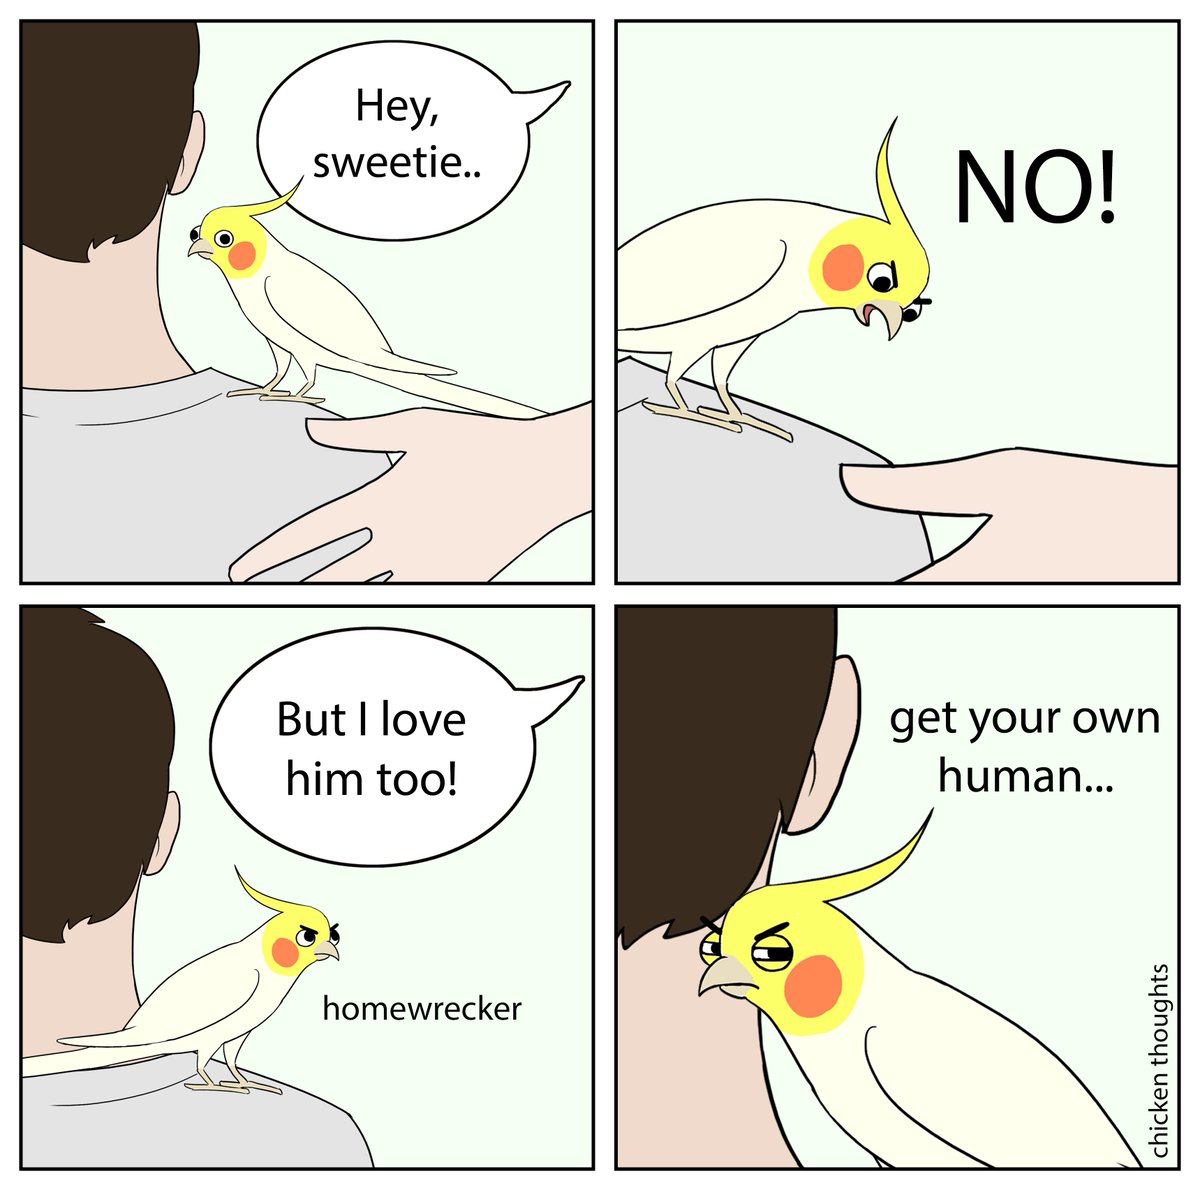 Hey,
sweetie..
NO!
But I love
him too!
homewrecker
get your own
human...
chicken thoughts